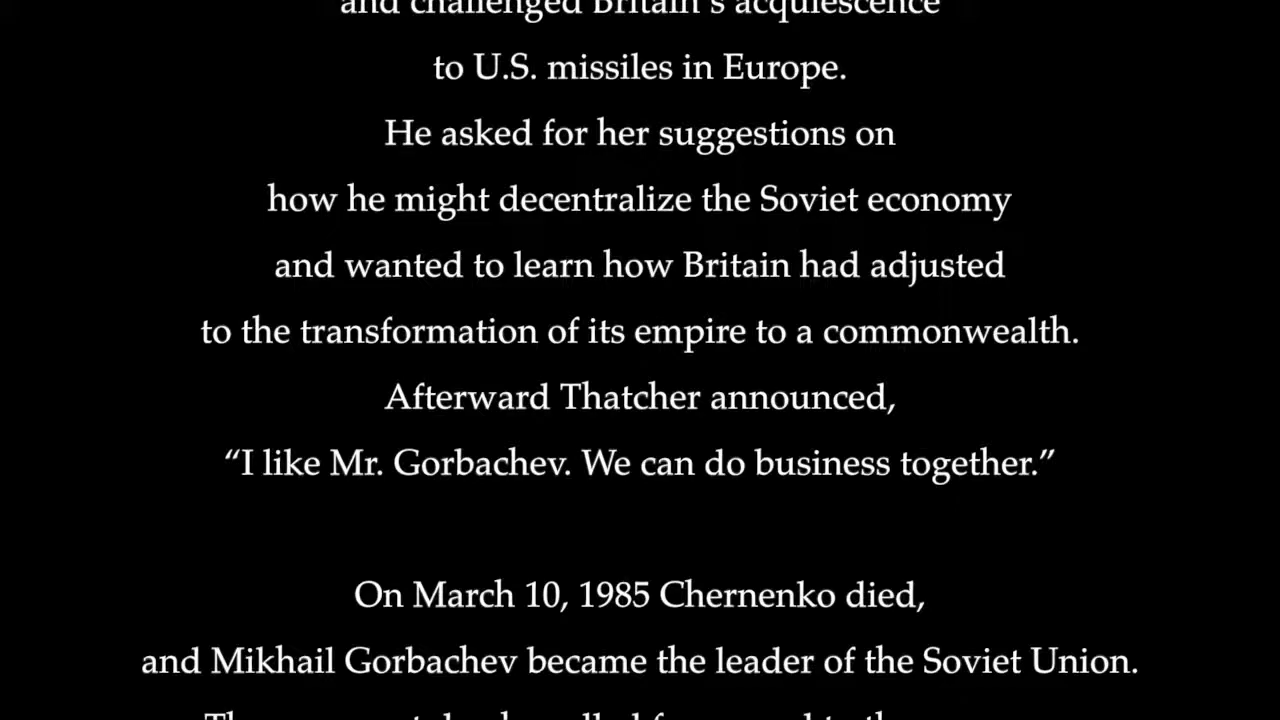 and challenged Britain's acquiescence
to U.S. missiles in Europe.
He asked for her suggestions on
how he might decentralize the Soviet economy
and wanted to learn how Britain had adjusted
to the transformation of its empire to a commonwealth.
Afterward Thatcher announced,
“I like Mr. Gorbachev. We can do business together.”
On March 10, 1985 Chernenko died,
and Mikhail Gorbachev became the leader of the Soviet Union.